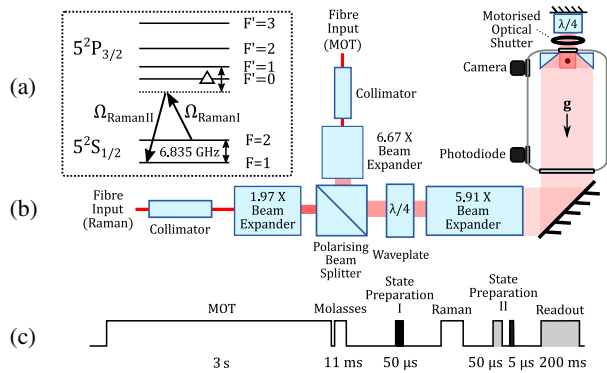 (a)
5²P3/2
F'=3
F'=2
F'=1
F'=0
Δ
ΩRamanII
ΩRamanI
5²S1/2
6.835 GHz
F=2
F=1
Fibre
Input
(MOT)
Collimator
6.67 X
Beam
Expander
Motorised
Optical
Shutter
λ/4
Camera
g
Photodiode
(b)
Fibre
Input
(Raman)
Collimator
1.97 X
Beam
Expander
Polarising
Beam
Splitter
λ/4
Waveplate
5.91 X
Beam
Expander
(c)
MOT
Molasses
State
Preparation
I
Raman
State
Preparation
II
Readout
3 s
11 ms
50 μs
50 μs
5 μs
200 ms